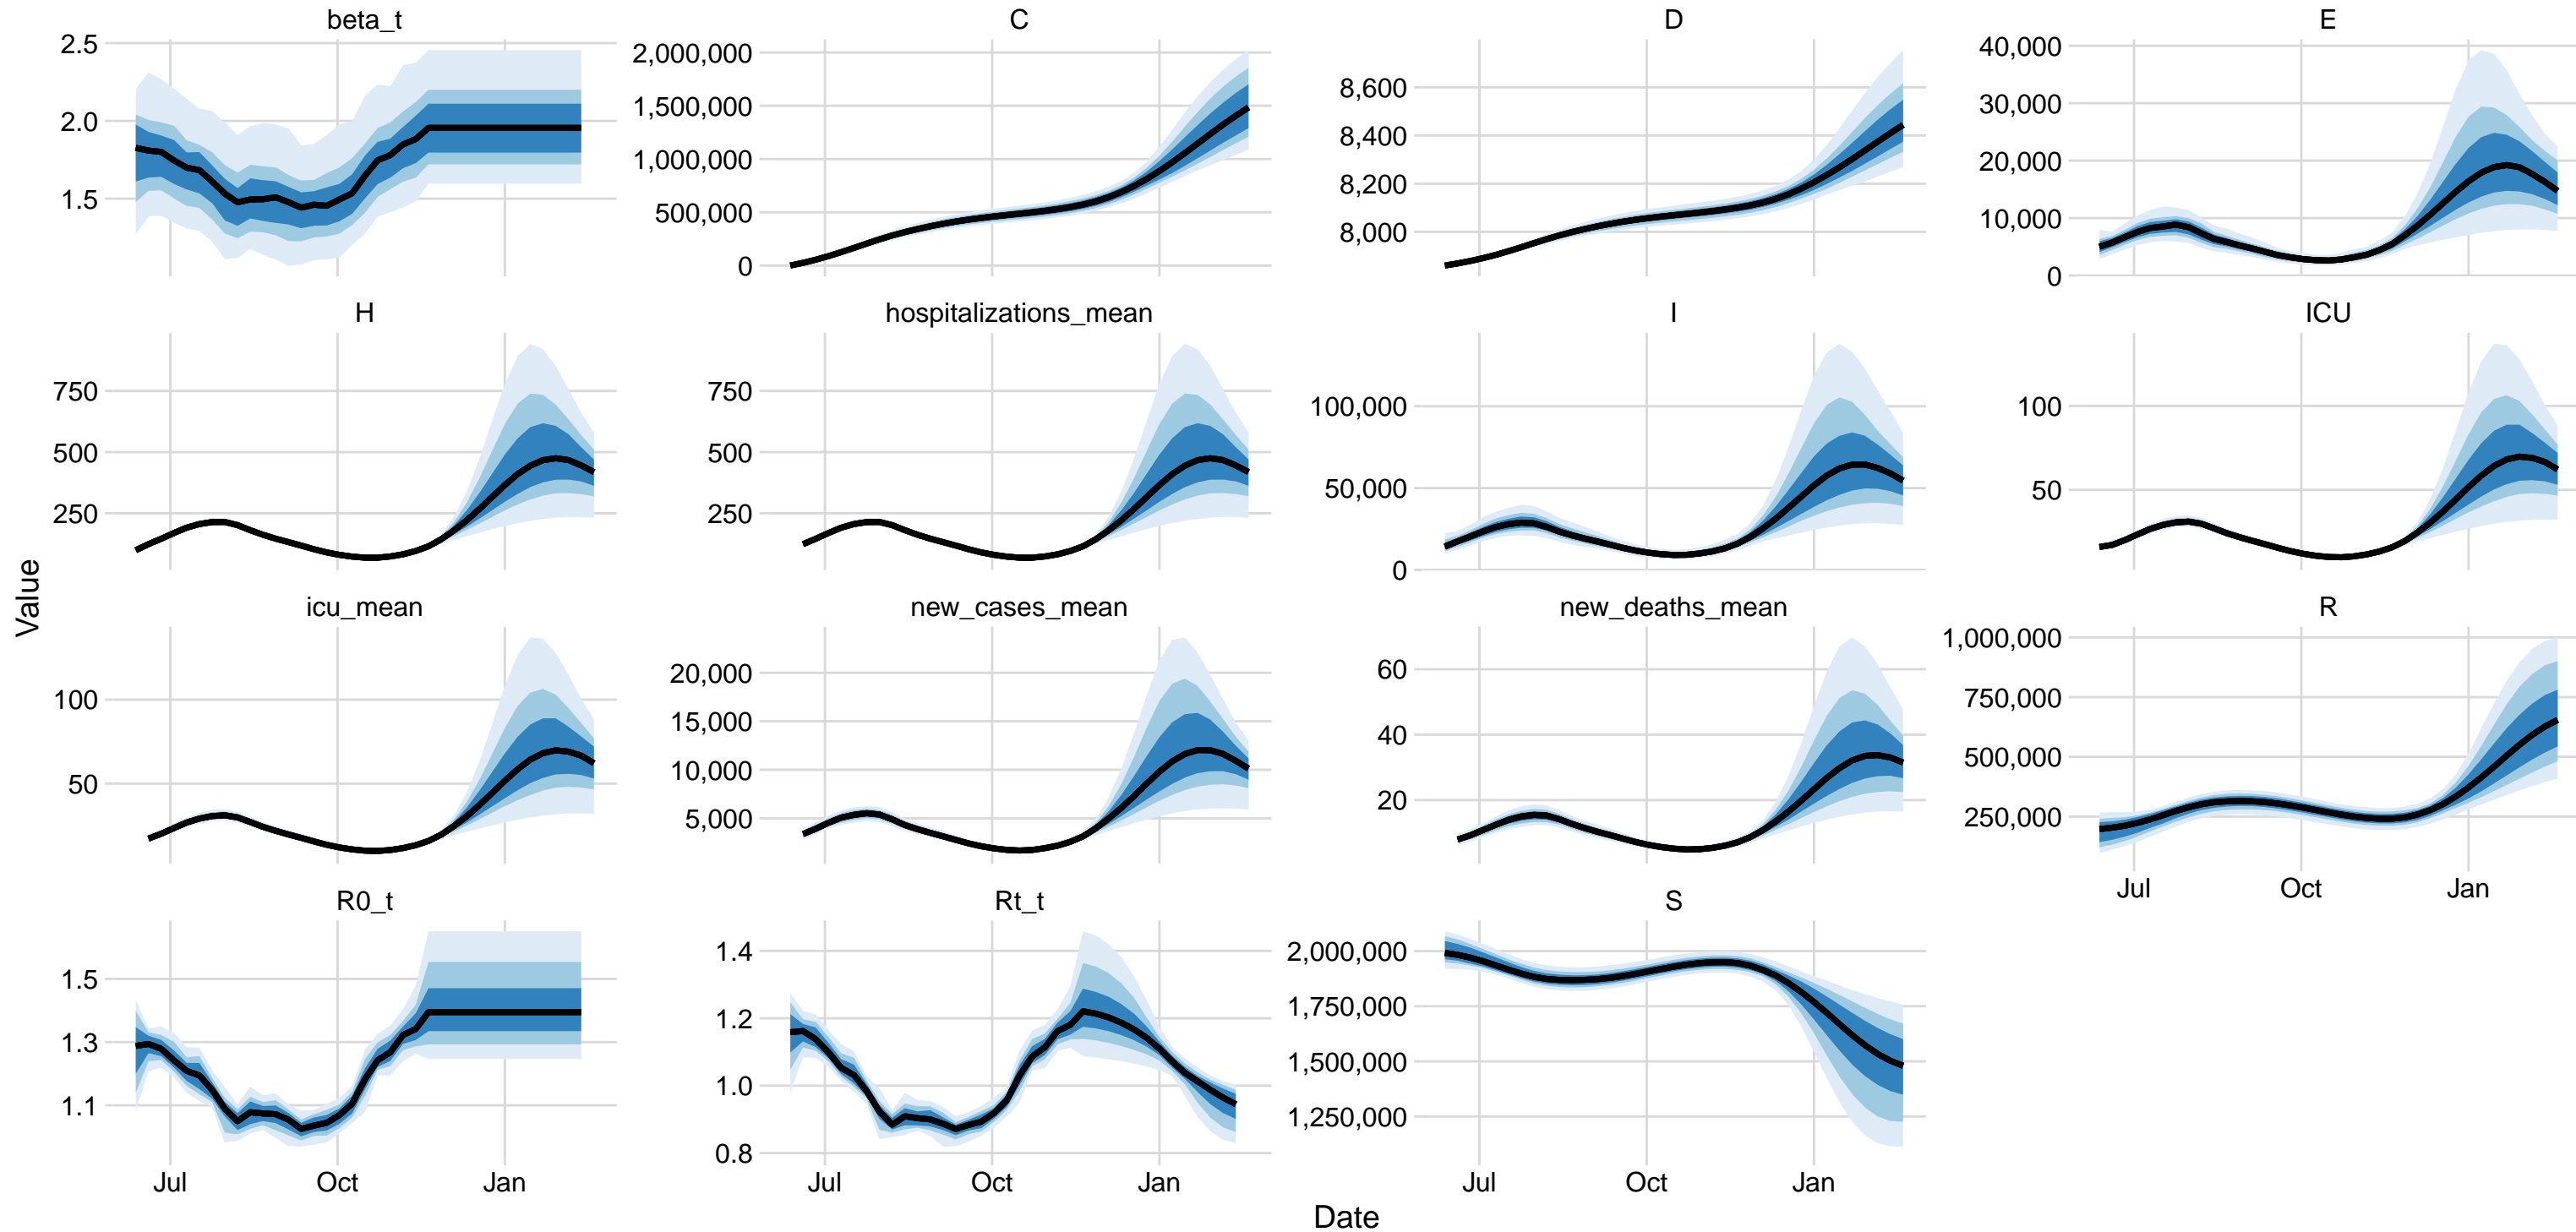 beta_t
2.5
2.0
1.5
C
2,000,000
1,500,000
1,000,000
500,000
0
D
8,600
8,400
8,200
8,000
E
40,000
30,000
20,000
10,000
0
H
750
500
250
hospitalizations_mean
750
500
250
I
100,000
50,000
0
ICU
100
50
Value
icu_mean
100
50
new_cases_mean
20,000
15,000
10,000
5,000
new_deaths_mean
60
40
20
R
1,000,000
750,000
500,000
250,000
Jul Oct Jan
R0_t
1.5
1.3
1.1
Jul Oct Jan
Rt_t
1.4
1.2
1.0
0.8
Jul Oct Jan
S
2,000,000
1,750,000
1,500,000
1,250,000
Jul Oct Jan
Date